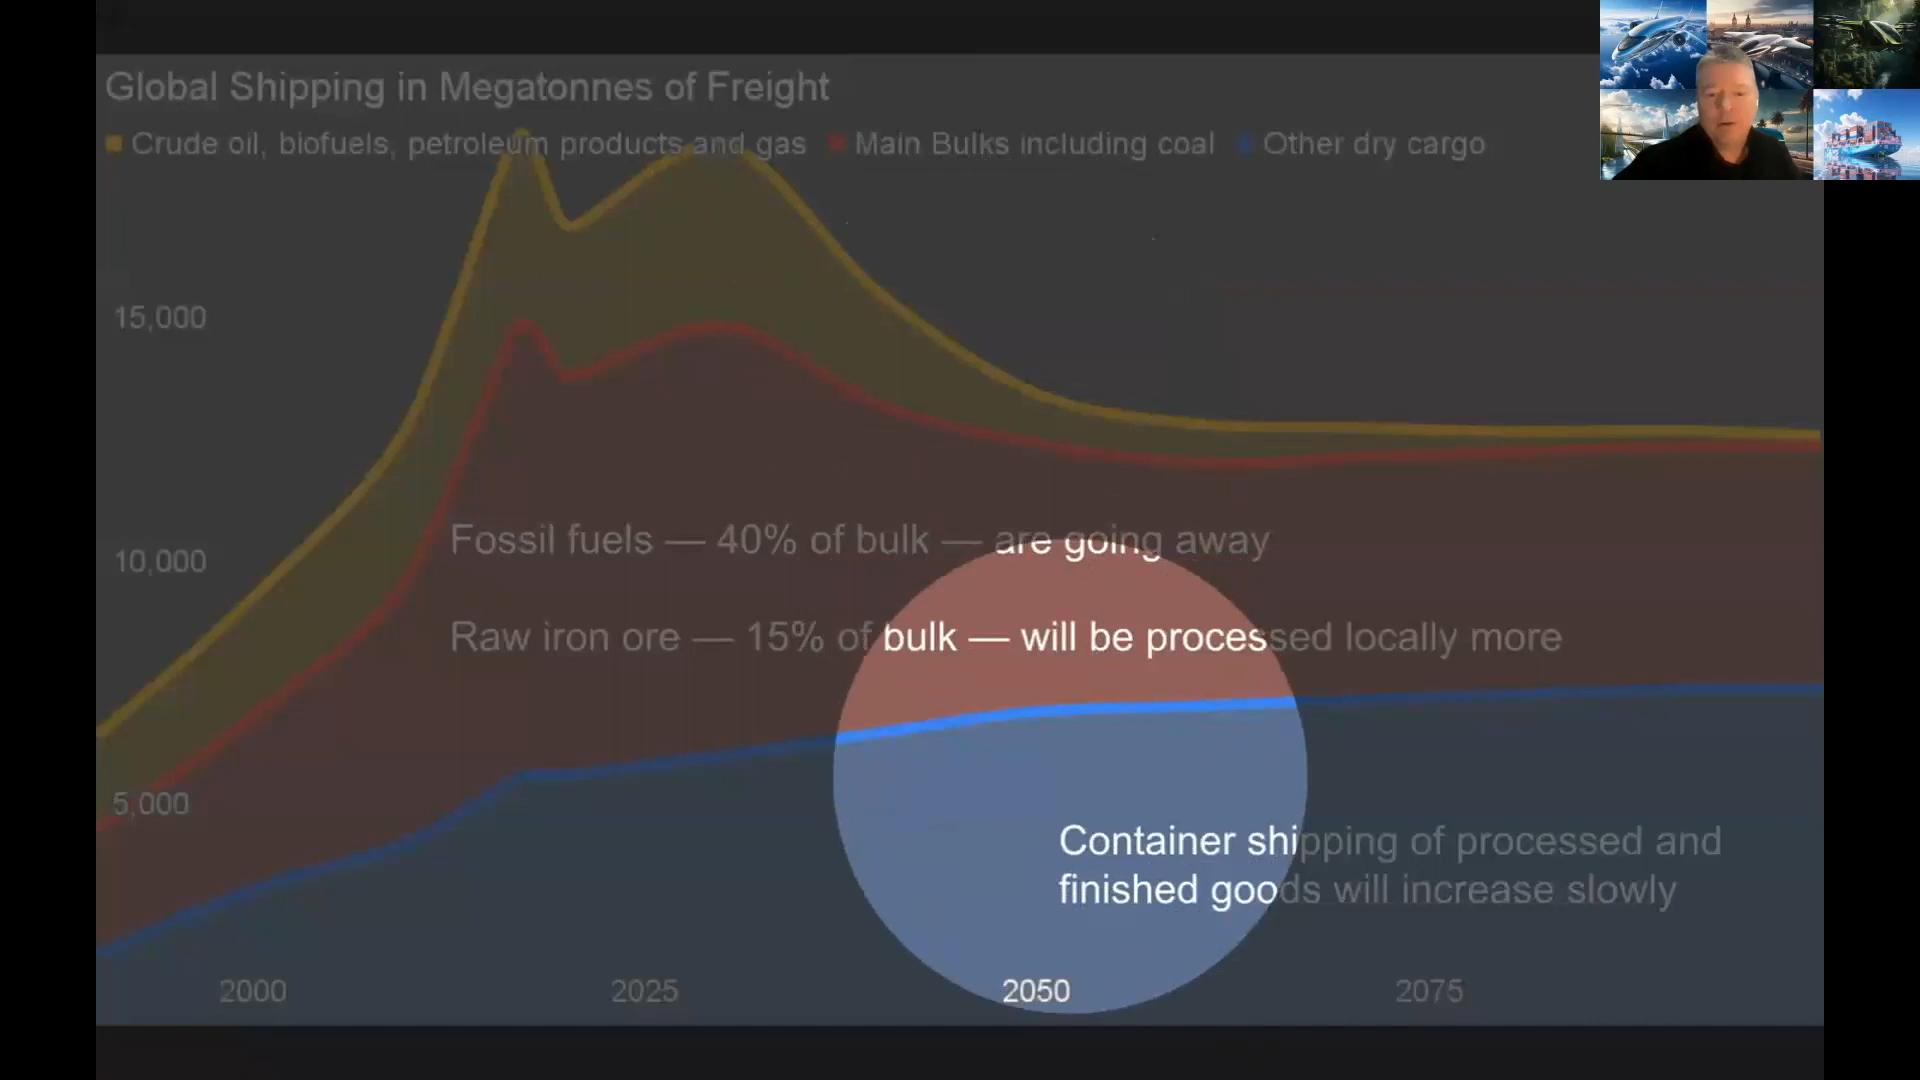 Global Shipping in Megatonnes of Freight
Crude oil, biofuels, petroleum products and gas Main Bulks including coal Other dry cargo
15,000
10,000
Fossil fuels — 40% of bulk — are going away
Raw iron ore — 15% of bulk — will be processed locally more
5,000
Container shipping of processed and
finished goods will increase slowly
2000 2025 2050 2075